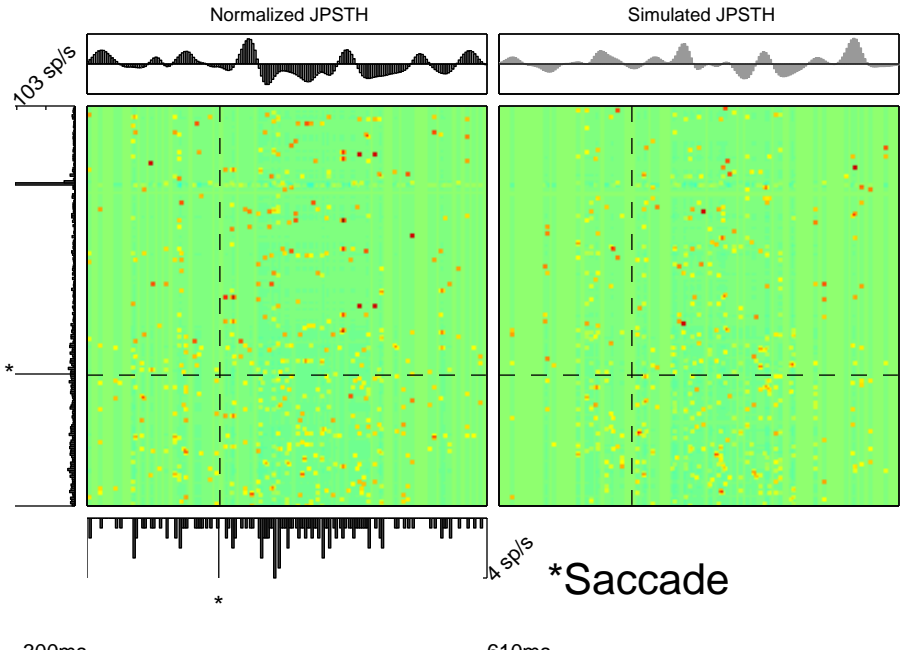 Normalized JPSTH
Simulated JPSTH
103 sp/s
*
4 sp/s
*Saccade
*